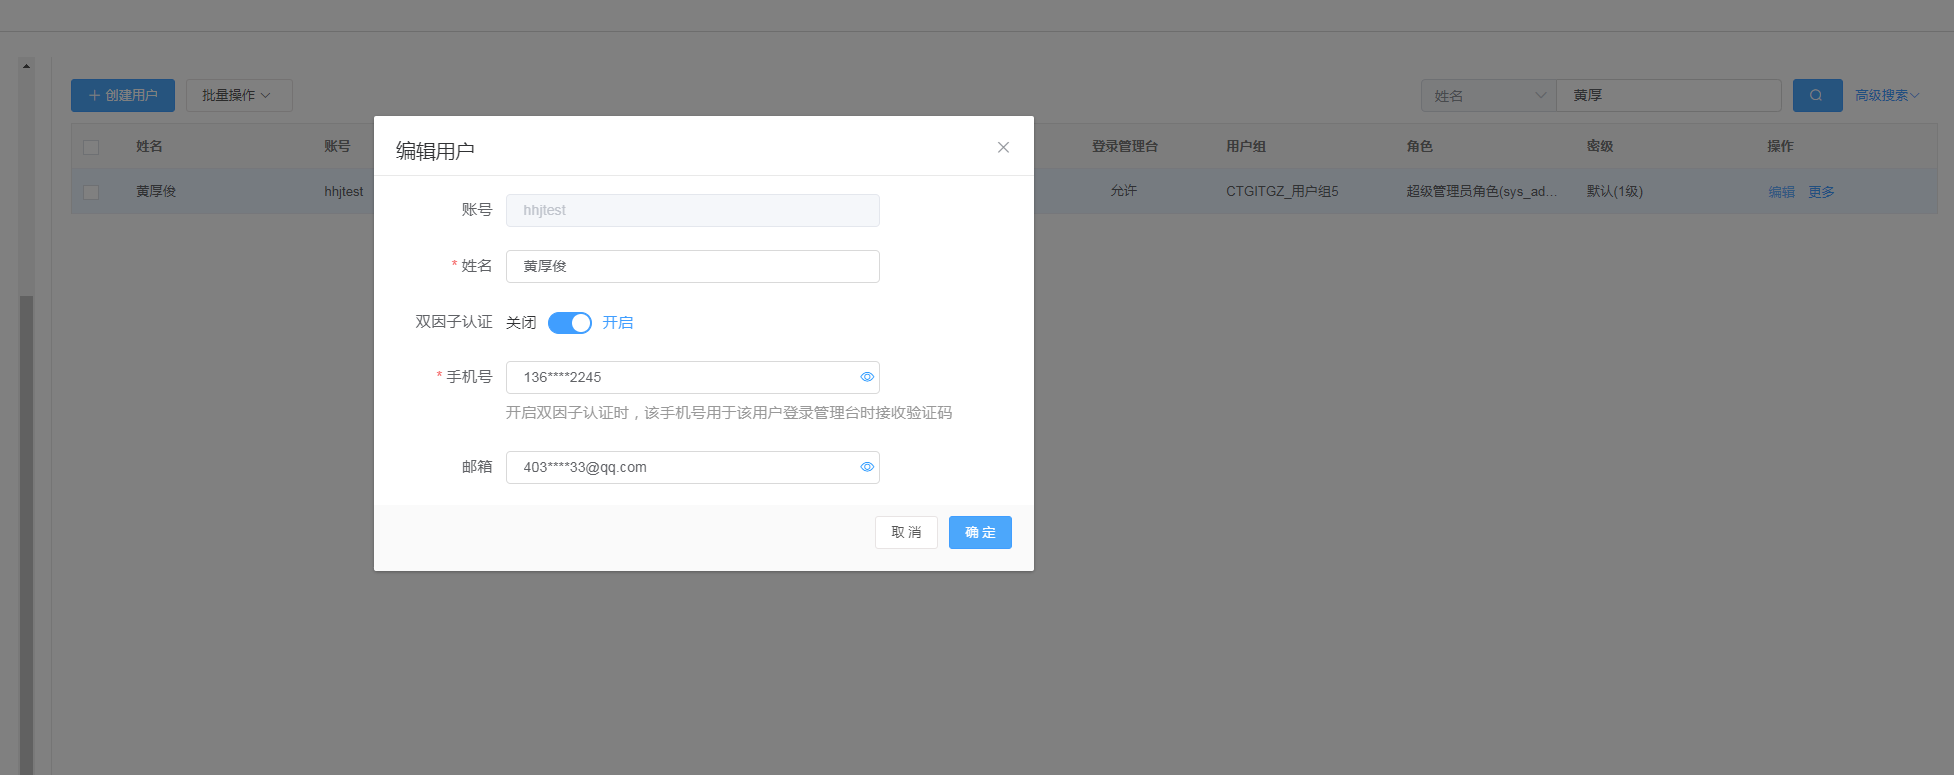 创建用户 批量操作 姓名 黄厚 高级搜索
姓名 账号 登录管理台 用户组 角色 密级 操作
黄厚俊 hhjtest 允许 CTGITGZ_用户组5 超级管理员角色(sys_ad... 默认(1级) 编辑 更多
编辑用户
账号 hhjtest
* 姓名 黄厚俊
双因子认证 关闭 开启
* 手机号 136****2245
开启双因子认证时，该手机号用于该用户登录管理台时接收验证码
邮箱 403****33@qq.com
取 消 确 定